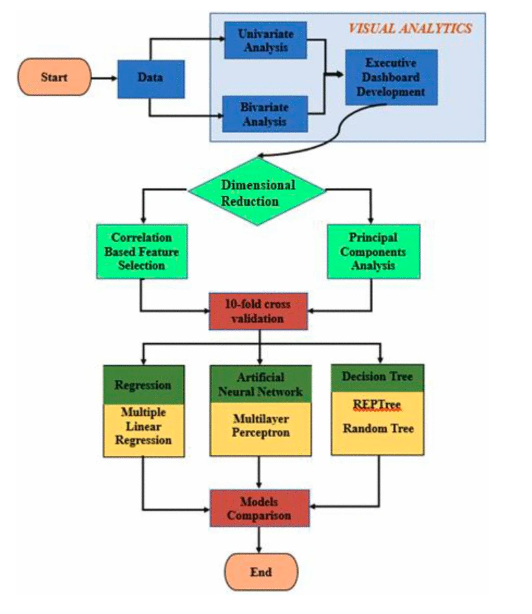 VISUAL ANALYTICS
Start
Data
Univariate
Analysis
Bivariate
Analysis
Executive
Dashboard
Development
Dimensional
Reduction
Correlation
Based Feature
Selection
Principal
Components
Analysis
10-fold cross
validation
Regression
Multiple
Linear
Regression
Artificial
Neural Network
Multilayer
Perceptron
Decision Tree
REPTree
Random Tree
Models
Comparison
End